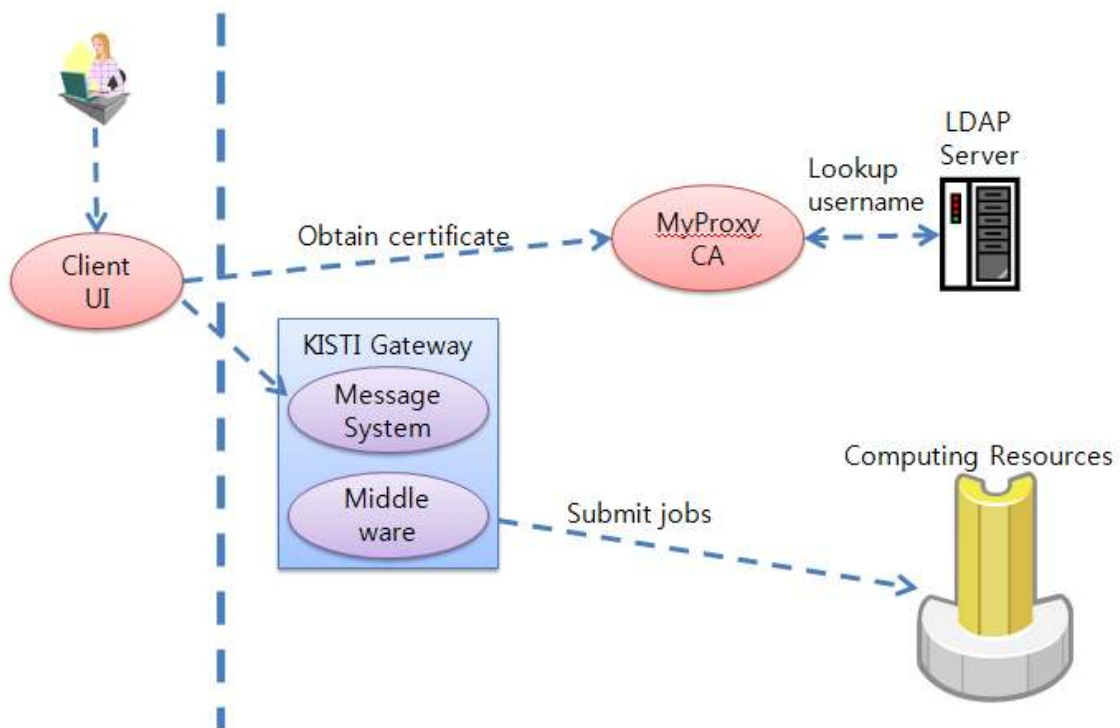 LDAP
Server
Lookup
username
MyProxy
CA
Obtain certificate
Client
UI
KISTI Gateway
Message
System
Middle
ware
Submit jobs
Computing Resources